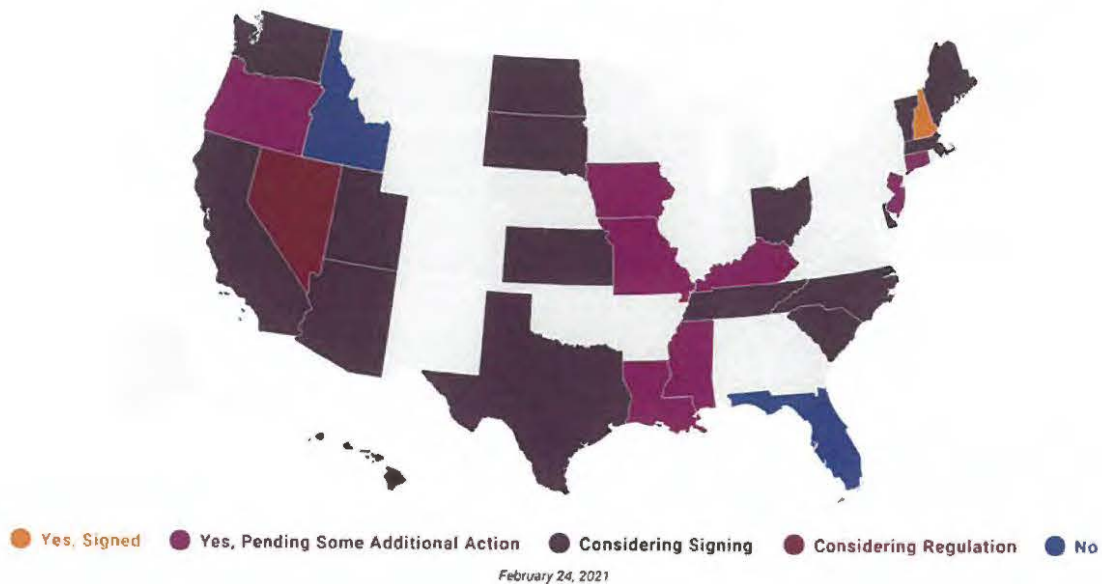 Yes, Signed Yes, Pending Some Additional Action Considering Signing Considering Regulation No
February 24, 2021